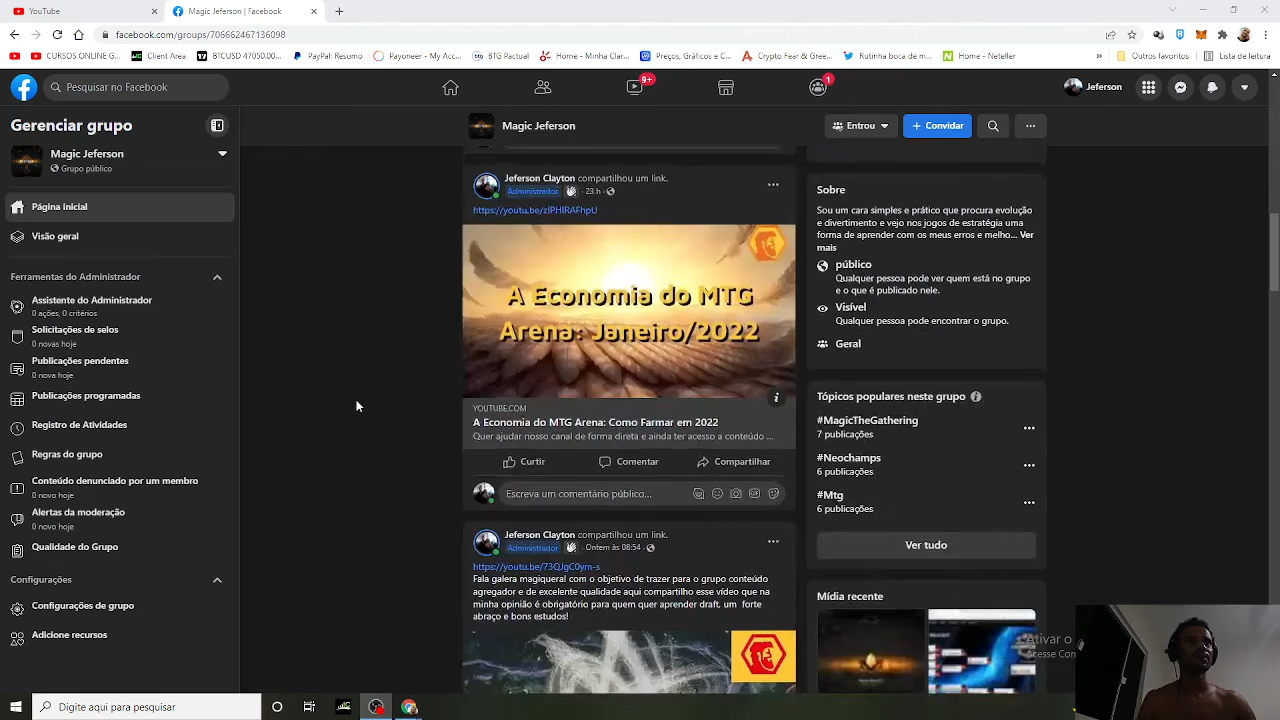 YouTube
Magic Jeferson | Facebook
facebook.com/groups/706662467136098
CURSOS ONLINE G...
Client Area
BTCUSD 47050.00...
PayPal: Resumo
Payoneer - My Acc...
BTG Pactual
Home - Minha Clar...
Preços, Gráficos e C...
Crypto Fear & Gree...
Rutinha boca de m...
Home - Neteller
»
Outros favoritos
Lista de leitura
Pesquisar no Facebook
9+
1
Jeferson
Gerenciar grupo
Magic Jeferson
Grupo público
Página inicial
Visão geral
Ferramentas do Administrador
Assistente do Administrador
0 ações, 0 critérios
Solicitações de selos
0 novas hoje
Publicações pendentes
0 nova hoje
Publicações programadas
Registro de Atividades
Regras do grupo
Conteúdo denunciado por um membro
0 novo hoje
Alertas da moderação
0 novo hoje
Qualidade do Grupo
Configurações
Configurações de grupo
Adicione recursos
Magic Jeferson
Entrou
+ Convidar
Jeferson Clayton compartilhou um link.
Administrador · 23 h ·
https://youtu.be/zlPHIRAFhpU
A Economia do MTG
Arena: Janeiro/2022
YOUTUBE.COM
A Economia do MTG Arena: Como Farmar em 2022
Quer ajudar nosso canal de forma direta e ainda ter acesso a conteúdo ...
Curtir
Comentar
Compartilhar
Escreva um comentário público...
Jeferson Clayton compartilhou um link.
Administrador · Ontem às 08:54 ·
https://youtu.be/73QJgC0ym-s
Fala galera magiqueral com o objetivo de trazer para o grupo conteúdo
agregador e de excelente qualidade aqui compartilho esse vídeo que na
minha opinião é obrigatório para quem quer aprender draft, um forte
abraço e bons estudos!
Sobre
Sou um cara simples e prático que procura evolução
e divertimento e vejo nos jogos de estratégia uma
forma de aprender com os meus erros e melho... Ver
mais
público
Qualquer pessoa pode ver quem está no grupo
e o que é publicado nele.
Visível
Qualquer pessoa pode encontrar o grupo.
Geral
Tópicos populares neste grupo
#MagicTheGathering
7 publicações
#Neochamps
6 publicações
#Mtg
6 publicações
Ver tudo
Mídia recente
Ativar o
Acesse Con
Digite aqui para pesquisar